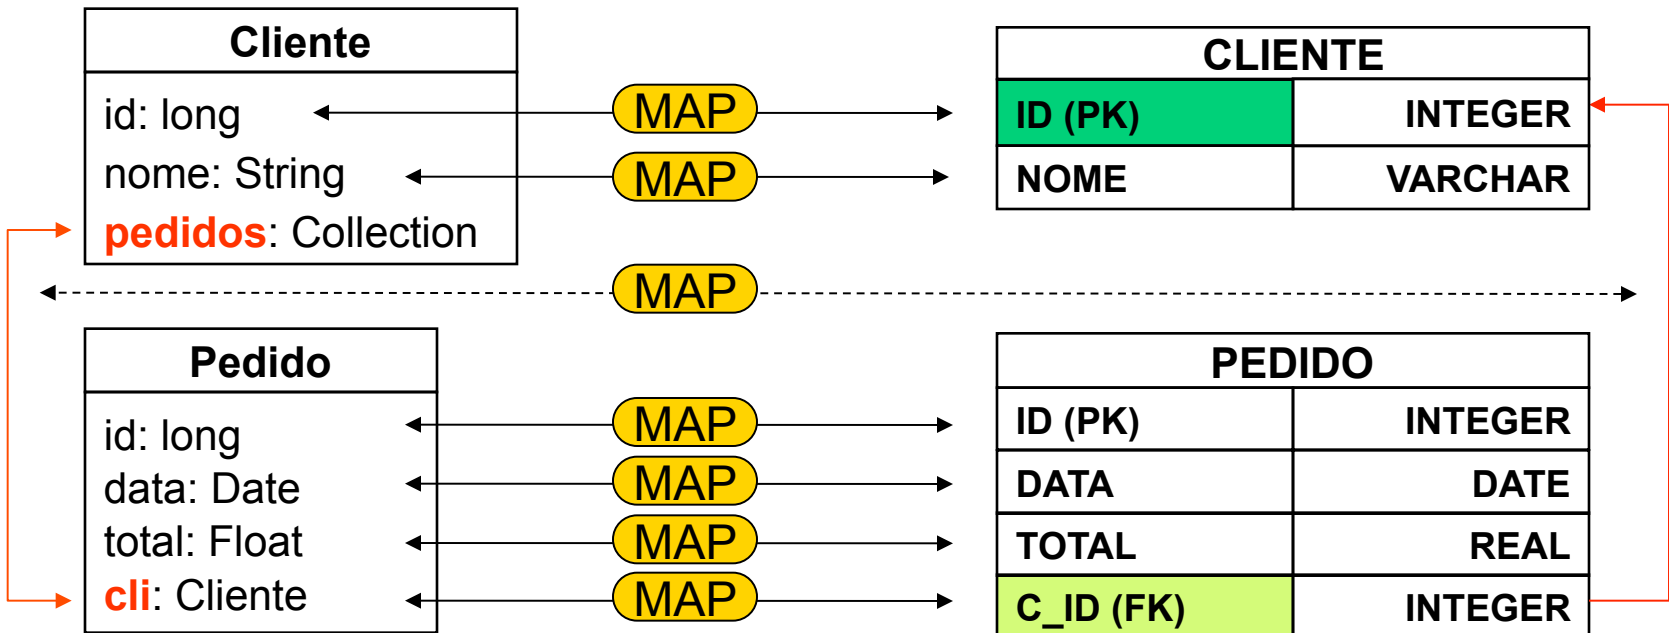 Cliente
id: long
nome: String
pedidos: Collection
MAP
MAP
CLIENTE
ID (PK) INTEGER
NOME VARCHAR
MAP
Pedido
id: long
data: Date
total: Float
cli: Cliente
MAP
MAP
MAP
MAP
PEDIDO
ID (PK) INTEGER
DATA DATE
TOTAL REAL
C_ID (FK) INTEGER